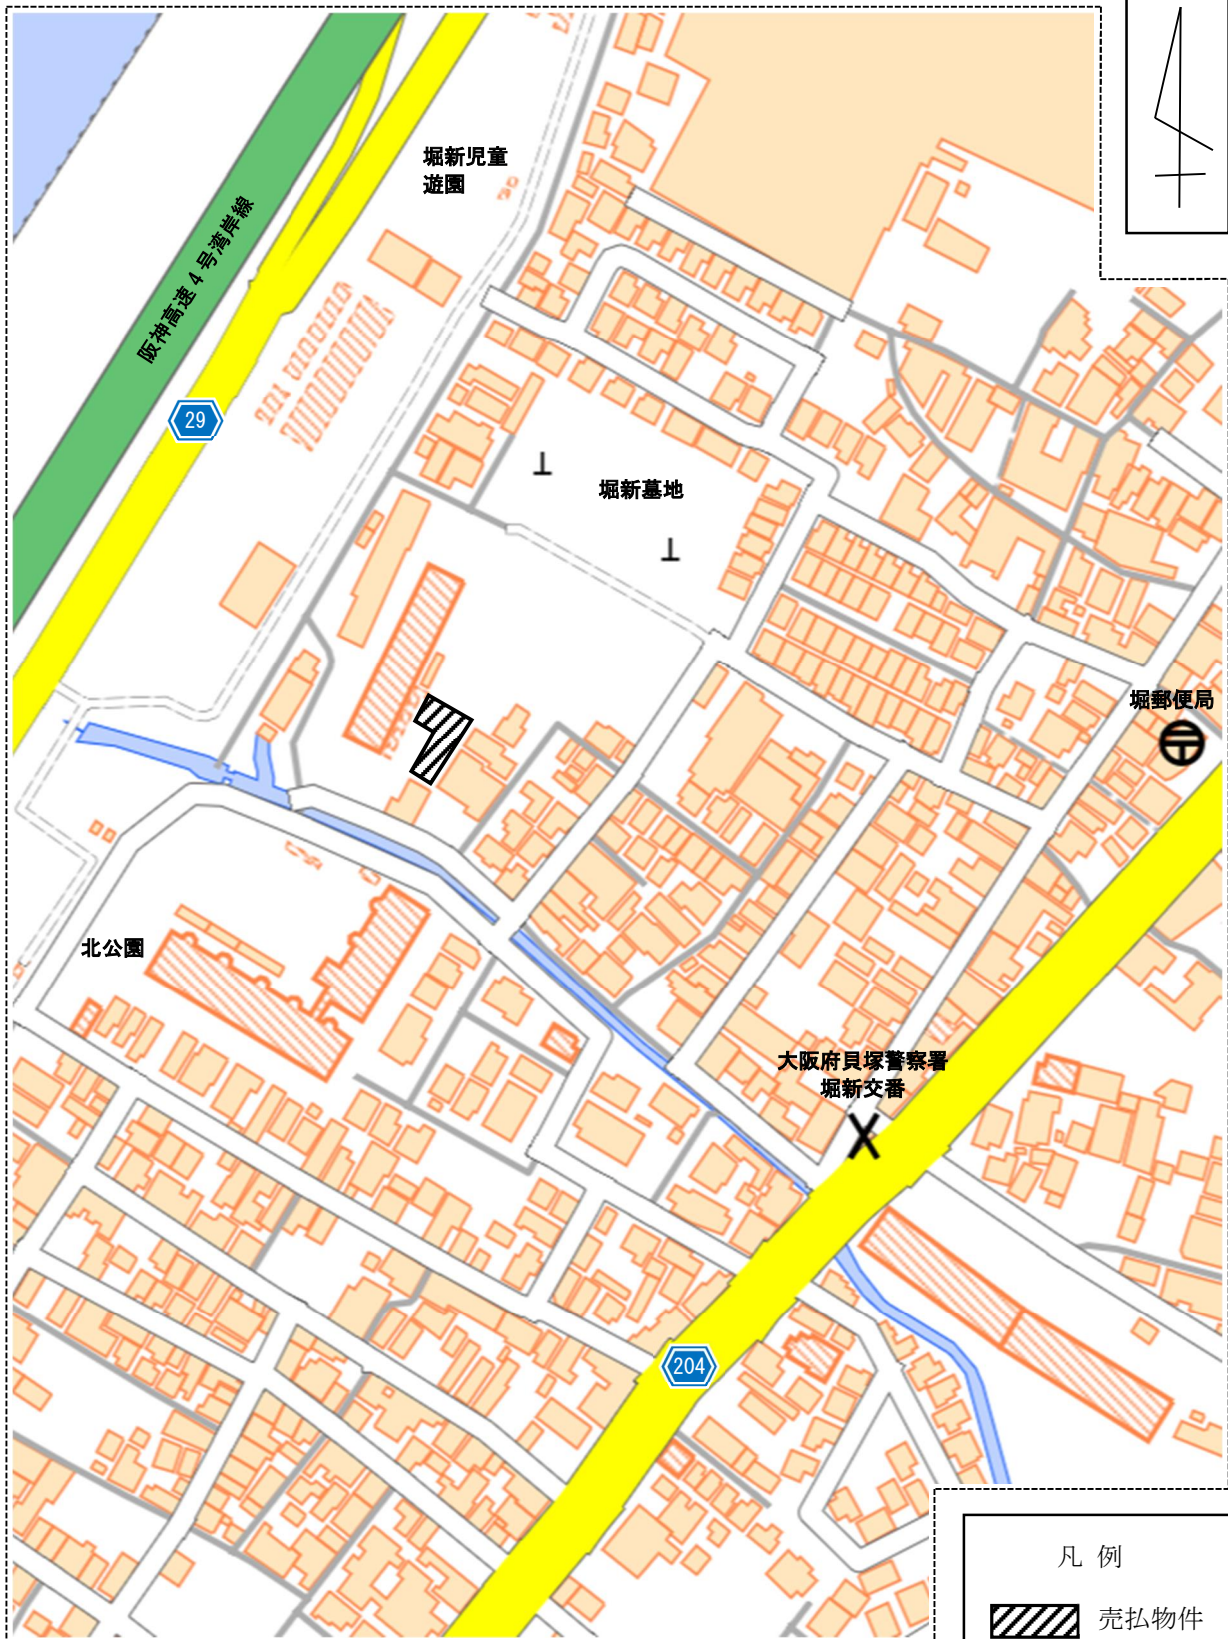 堀新児童
遊園
阪神高速4号湾岸線
29
堀新墓地
堀郵便局
北公園
大阪府貝塚警察署
堀新交番
204
凡 例
売払物件